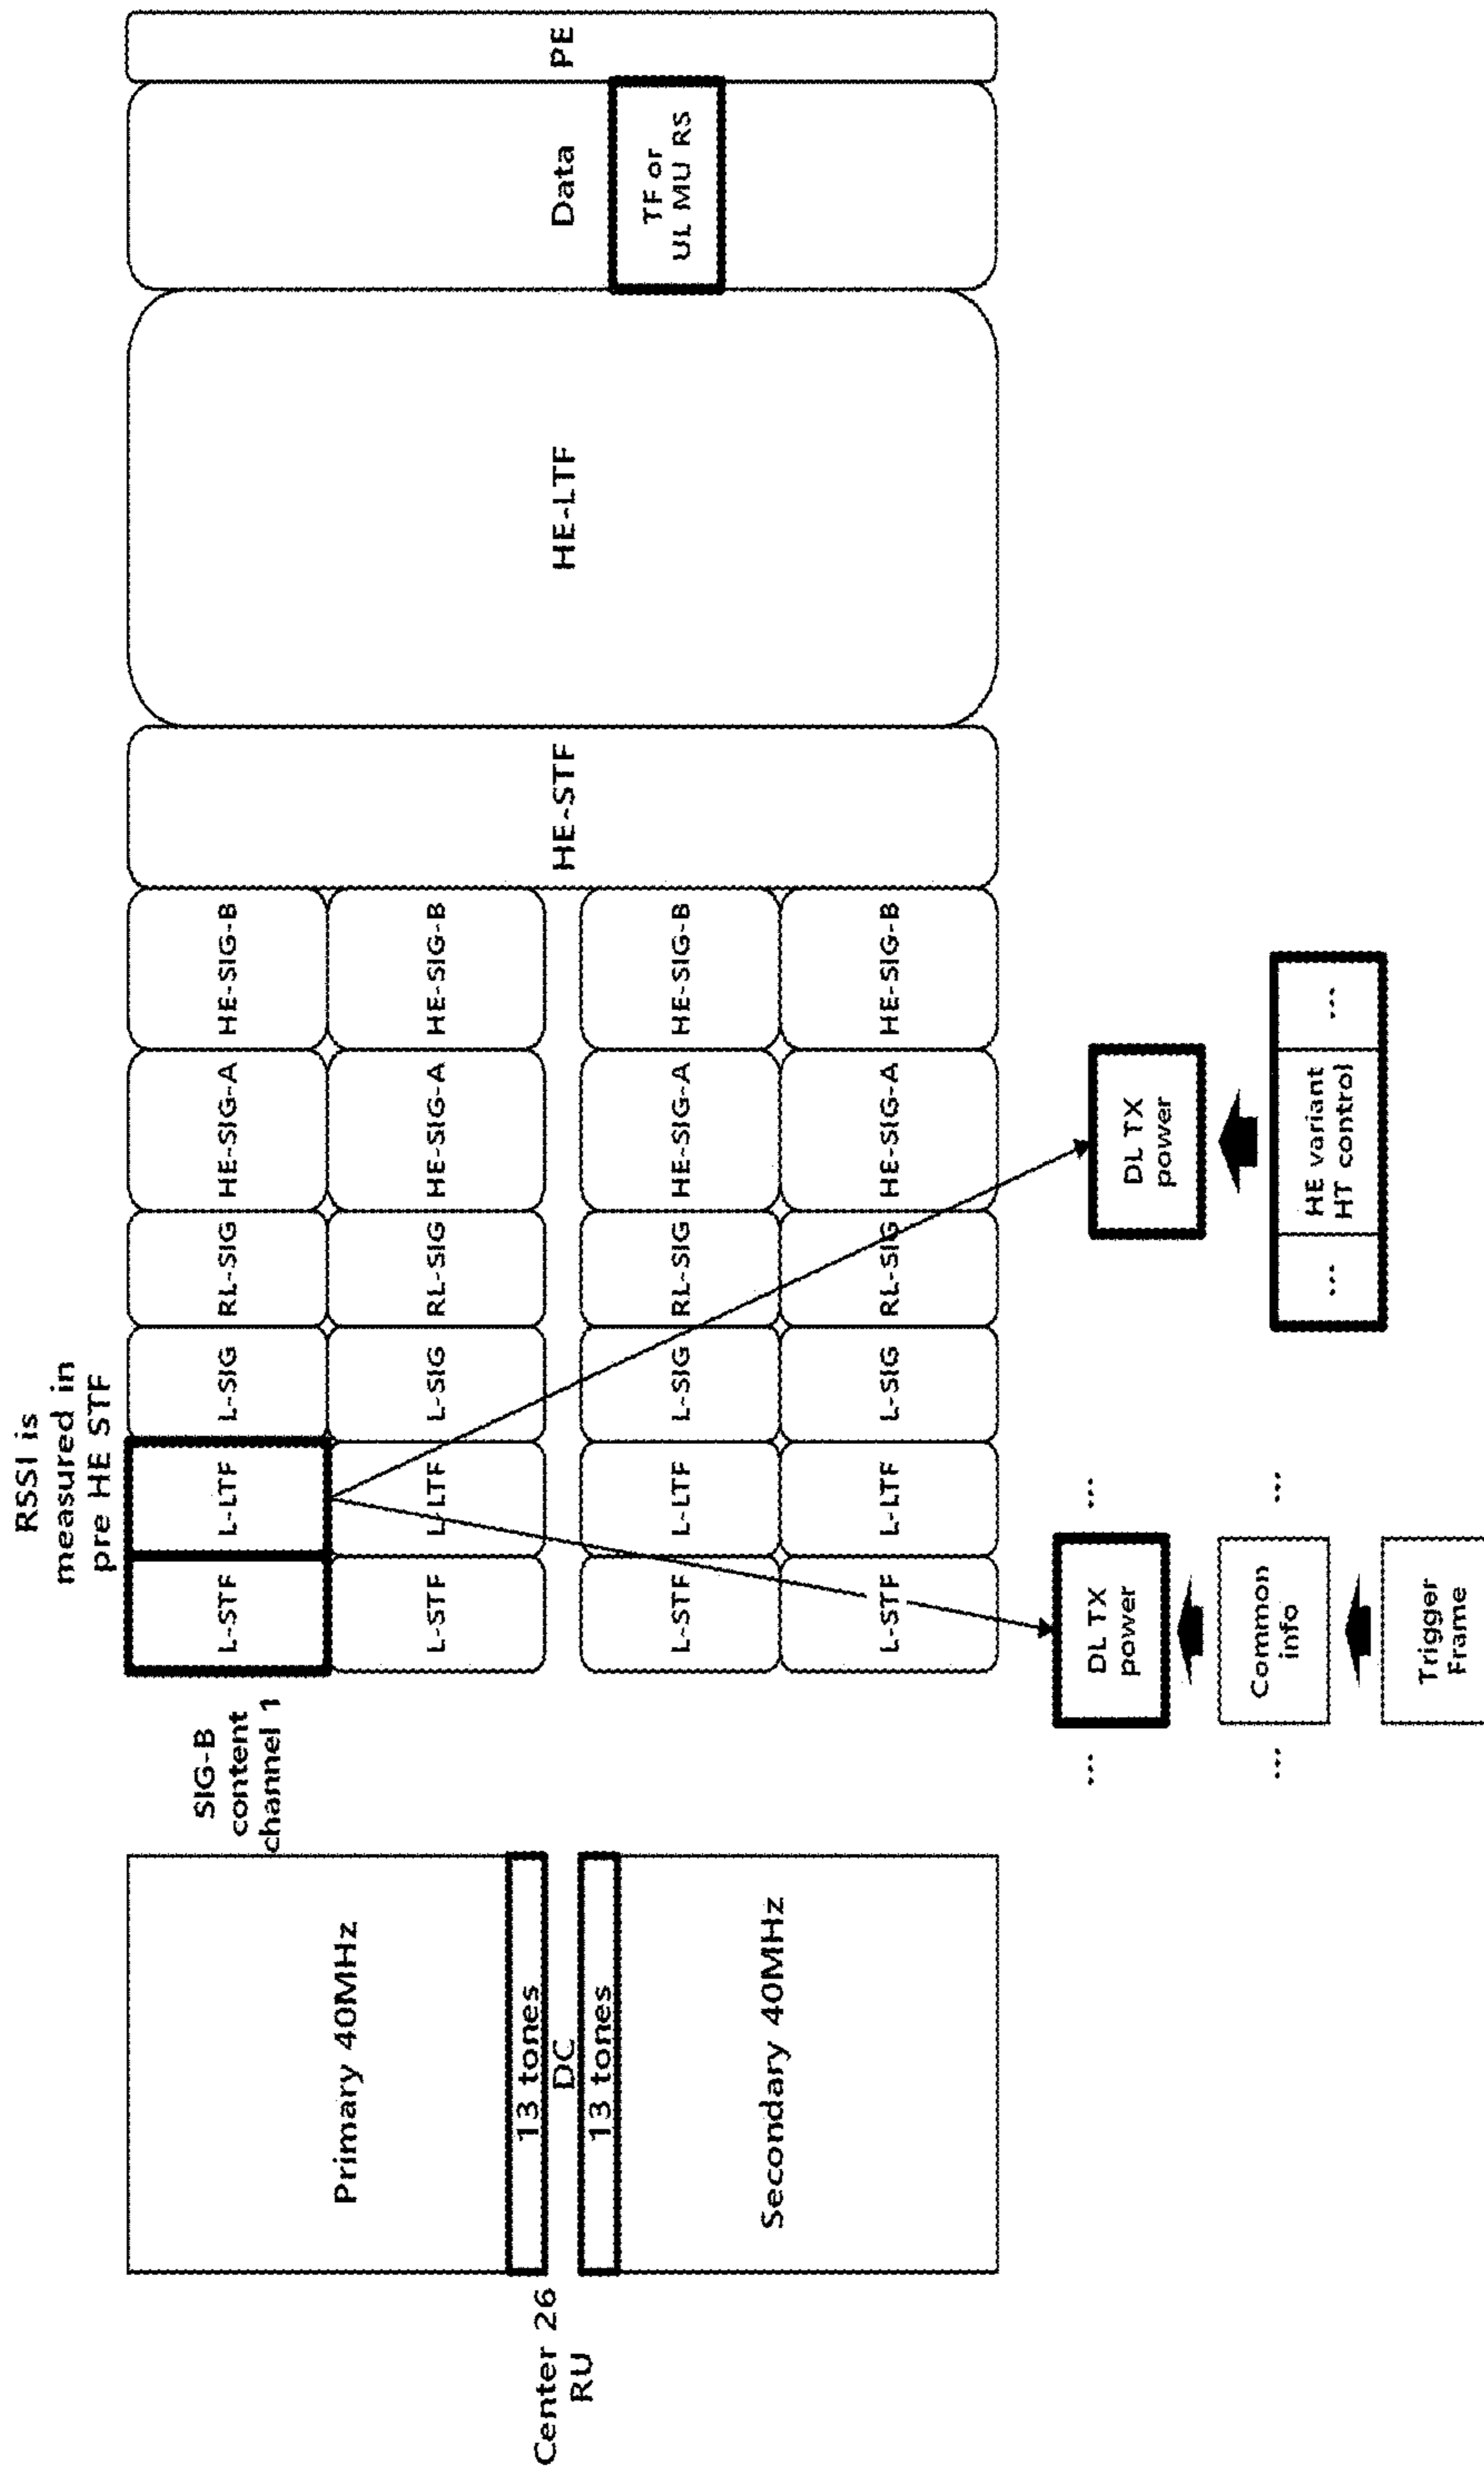 RSSI is
measured in
pre HE STF
SIG-B
content
channel 1
Primary 40MHz
13 tones
DC
13 tones
Secondary 40MHz
Center 26
RU
L-STF
L-LTF
L-SIG
RL-SIG
HE-SIG-A
HE-SIG-B
L-STF
L-LTF
L-SIG
RL-SIG
HE-SIG-A
HE-SIG-B
L-STF
L-LTF
L-SIG
RL-SIG
HE-SIG-A
HE-SIG-B
L-STF
L-LTF
L-SIG
RL-SIG
HE-SIG-A
HE-SIG-B
HE-STF
HE-LTF
Data
TF or
UL MU RS
PE
...
DL TX
power
...
...
Common
info
...
Trigger
Frame
DL TX
power
...
HE variant
HT control
...